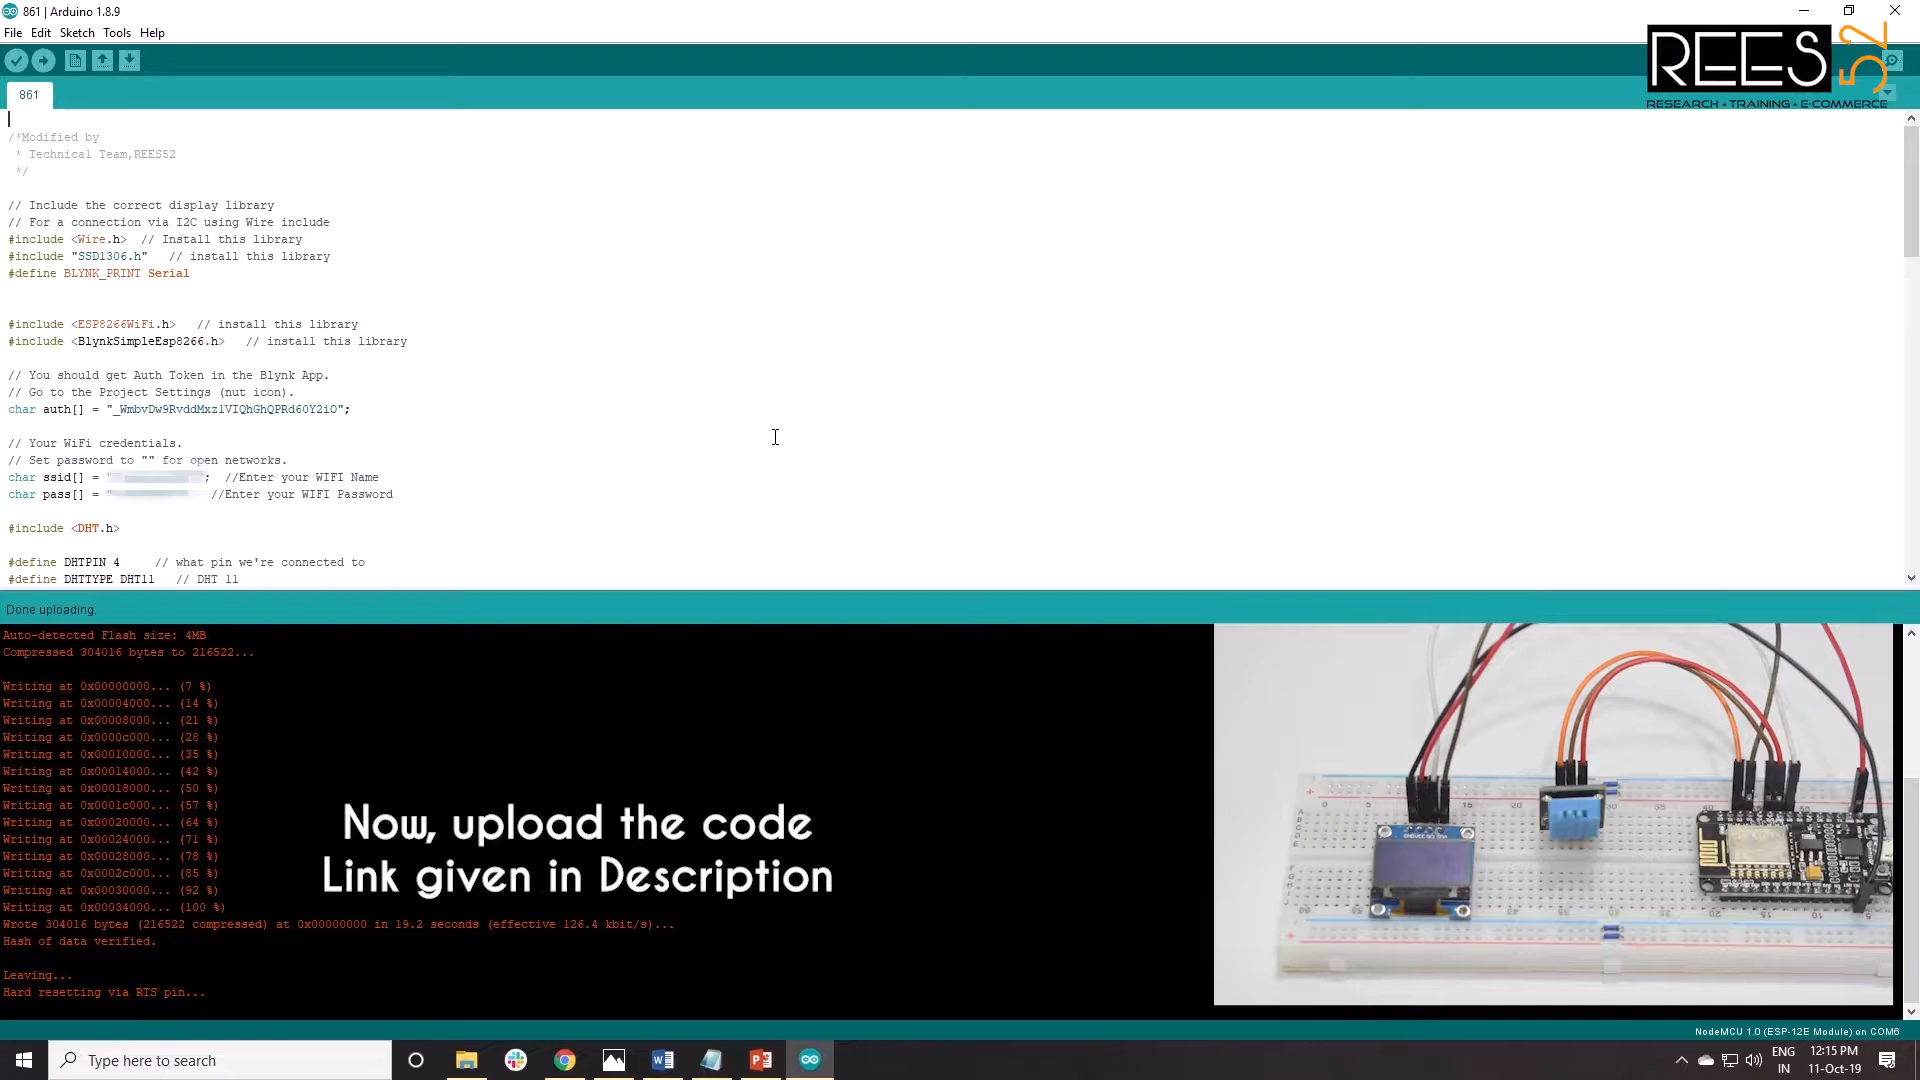 861 | Arduino 1.8.9
File Edit Sketch Tools Help
REES52
RESEARCH • TRAINING • E-COMMERCE
861
/*Modified by
* Technical Team,REES52
*/
// Include the correct display library
// For a connection via I2C using Wire include
#include <Wire.h>  // Install this library
#include "SSD1306.h"   // install this library
#define BLYNK_PRINT Serial
#include <ESP8266WiFi.h>   // install this library
#include <BlynkSimpleEsp8266.h>   // install this library
// You should get Auth Token in the Blynk App.
// Go to the Project Settings (nut icon).
char auth[] = "_WmbvDw9RvddMxzlVIQhGhQPRd60Y2iO";
// Your WiFi credentials.
// Set password to "" for open networks.
char ssid[] = " ;  //Enter your WIFI Name
char pass[] = " //Enter your WIFI Password
#include <DHT.h>
#define DHTPIN 4     // what pin we're connected to
#define DHTTYPE DHT11   // DHT 11
Done uploading.
Auto-detected Flash size: 4MB
Compressed 304016 bytes to 216522...
Writing at 0x00000000... (7 %)
Writing at 0x00004000... (14 %)
Writing at 0x00008000... (21 %)
Writing at 0x0000c000... (28 %)
Writing at 0x00010000... (35 %)
Writing at 0x00014000... (42 %)
Writing at 0x00018000... (50 %)
Writing at 0x0001c000... (57 %)
Writing at 0x00020000... (64 %)
Writing at 0x00024000... (71 %)
Writing at 0x00028000... (78 %)
Writing at 0x0002c000... (85 %)
Writing at 0x00030000... (92 %)
Writing at 0x00034000... (100 %)
Wrote 304016 bytes (216522 compressed) at 0x00000000 in 19.2 seconds (effective 126.4 kbit/s)...
Hash of data verified.
Leaving...
Hard resetting via RTS pin...
Now, upload the code
Link given in Description
NodeMCU 1.0 (ESP-12E Module) on COM6
Type here to search
ENG
IN
12:15 PM
11-Oct-19